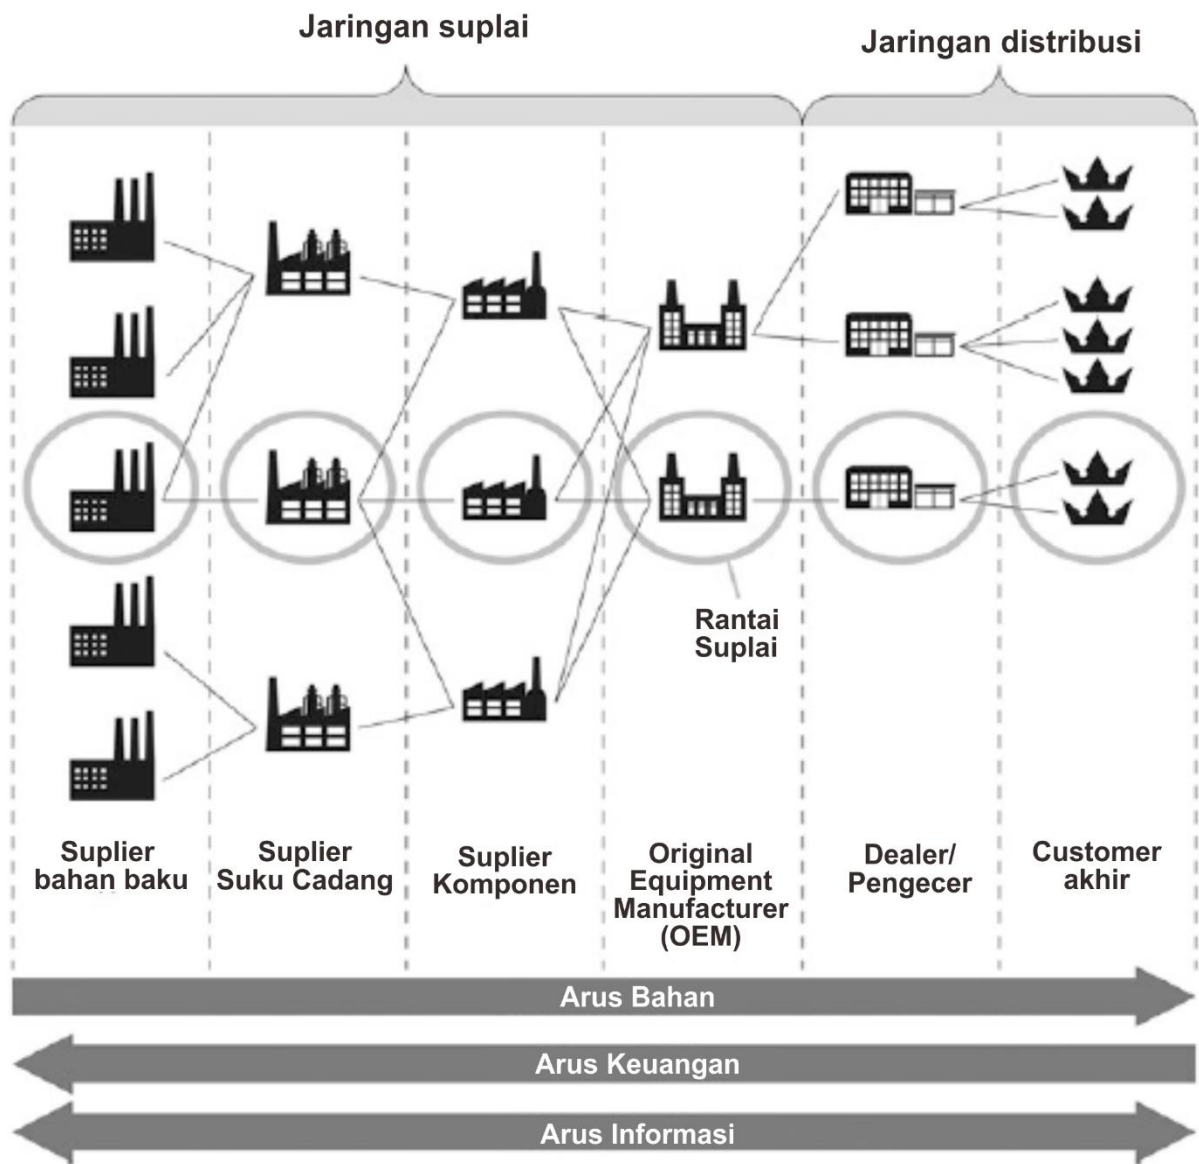 Jaringan suplai
Jaringan distribusi
Rantai
Suplai
Suplier
bahan baku
Suplier
Suku Cadang
Suplier
Komponen
Original
Equipment
Manufacturer
(OEM)
Dealer/
Pengecer
Customer
akhir
Arus Bahan
Arus Keuangan
Arus Informasi